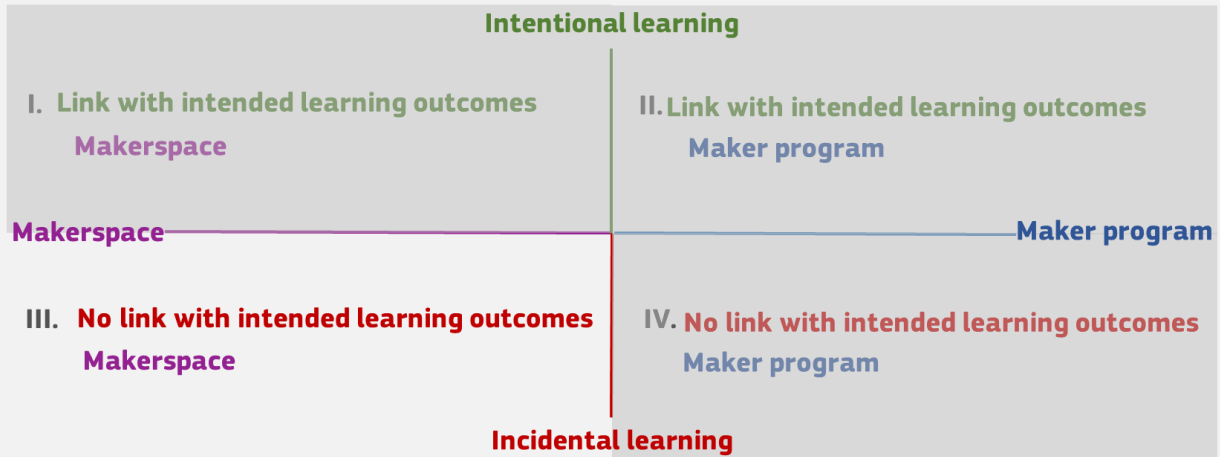 Intentional learning
I. Link with intended learning outcomes
Makerspace
II. Link with intended learning outcomes
Maker program
Makerspace
Maker program
III. No link with intended learning outcomes
Makerspace
IV. No link with intended learning outcomes
Maker program
Incidental learning